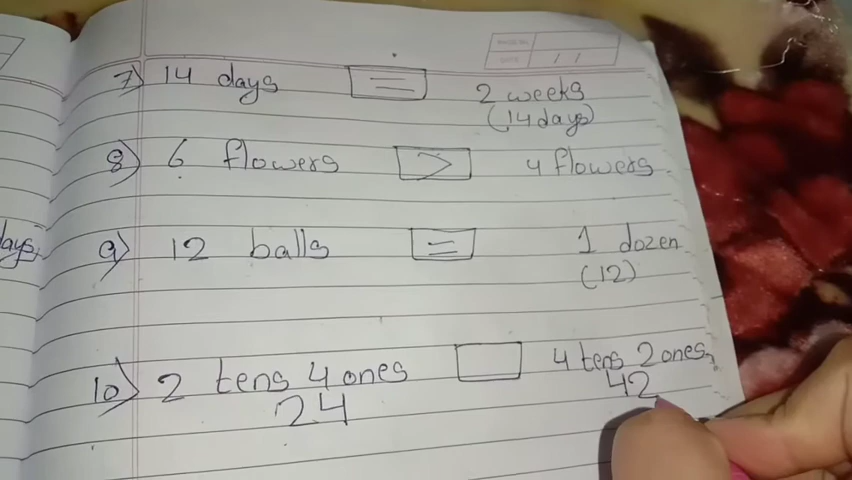 7) 14 days = 2 weeks
(14 days)
8) 6 flowers > 4 flowers
days,
9) 12 balls = 1 dozen
(12)
10) 2 tens 4 ones 4 tens 2 ones
24 42